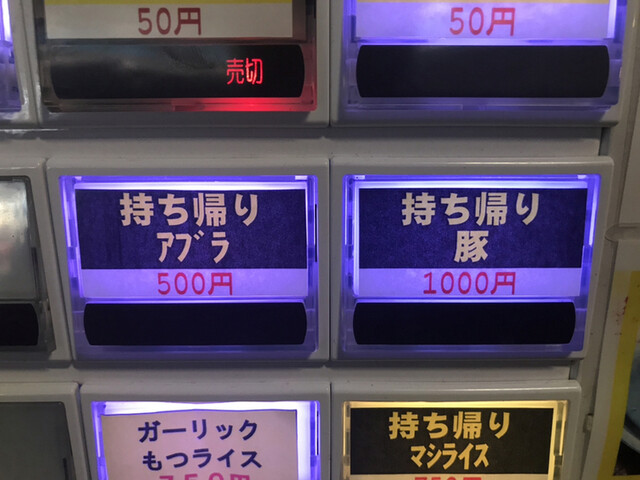 50円
50円
売切
持ち帰り
アブラ
500円
持ち帰り
豚
1000円
ガーリック
もつライス
持ち帰り
マシライス